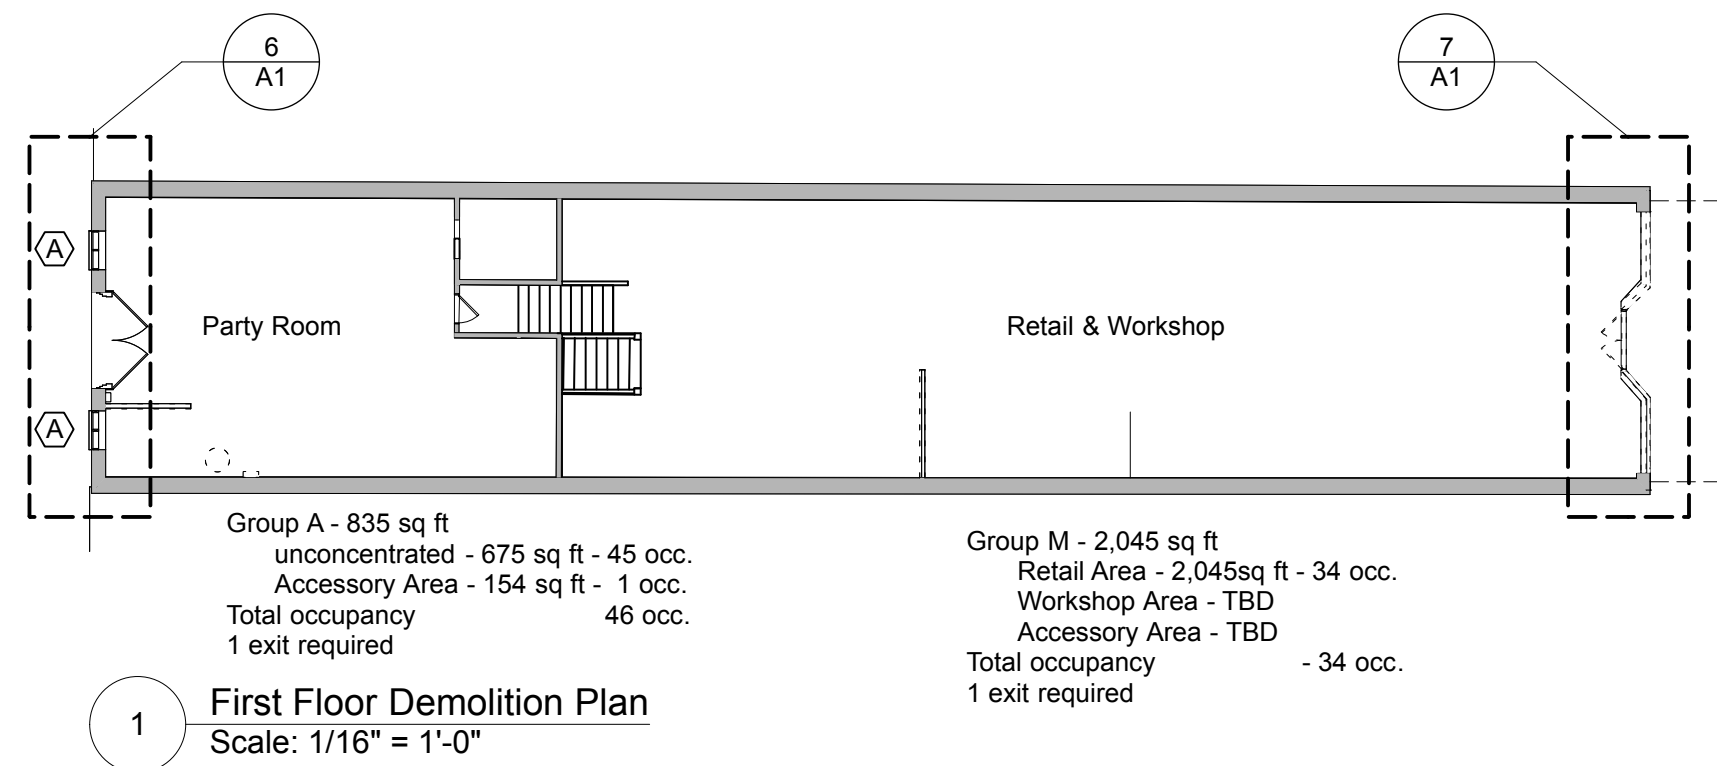 6
A1
7
A1
A
A
Party Room
Retail & Workshop
Group A - 835 sq ft
unconcentrated - 675 sq ft - 45 occ.
Accessory Area - 154 sq ft -  1 occ.
Total occupancy 46 occ.
1 exit required
Group M - 2,045 sq ft
Retail Area - 2,045sq ft - 34 occ.
Workshop Area - TBD
Accessory Area - TBD
Total occupancy - 34 occ.
1 exit required
1
First Floor Demolition Plan
Scale: 1/16" = 1'-0"